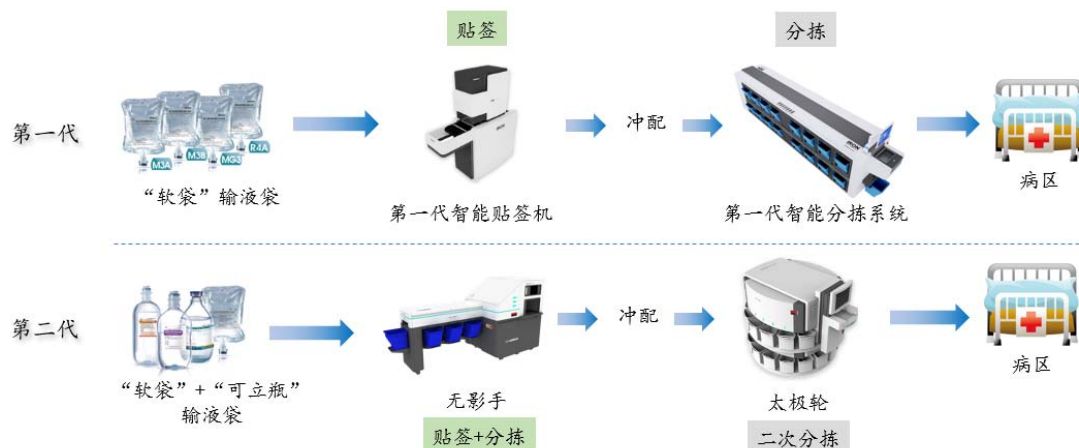 贴签
分拣
第一代
M3A
M3B
MG3
R4A
冲配
“软袋”输液袋
第一代智能贴签机
第一代智能分拣系统
病区
第二代
冲配
“软袋”+“可立瓶”
输液袋
无影手
太极轮
病区
贴签+分拣
二次分拣